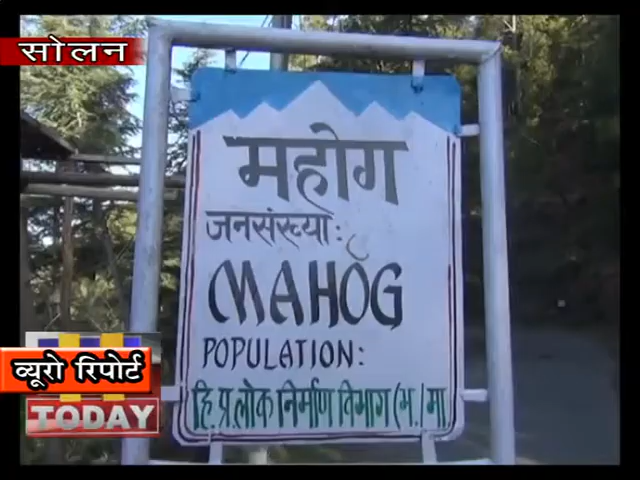 सोलन
महोग
जनसंख्या:
MAHOG
POPULATION:
हि.प्र.लोक निर्माण विभाग(भ./मा
ब्यूरो रिपोर्ट
TODAY